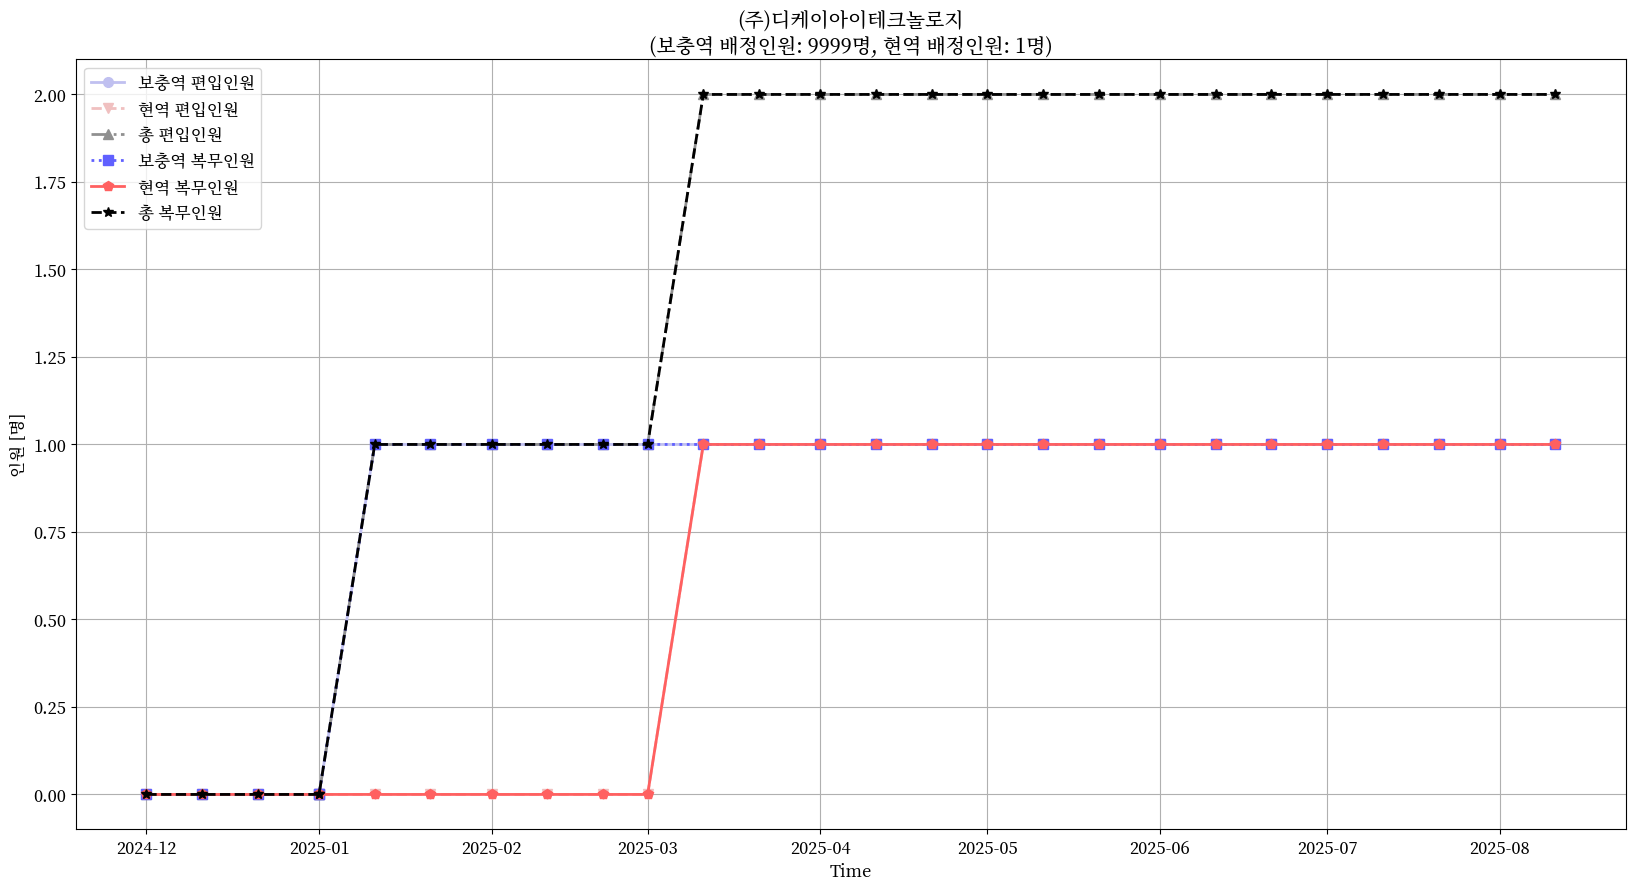 (주)디케이아이테크놀로지
(보충역 배정인원: 9999명, 현역 배정인원: 1명)
보충역 편입인원
현역 편입인원
총 편입인원
보충역 복무인원
현역 복무인원
총 복무인원
2.00
1.75
1.50
1.25
1.00
0.75
0.50
0.25
0.00
인원 [명]
2024-12
2025-01
2025-02
2025-03
2025-04
2025-05
2025-06
2025-07
2025-08
Time